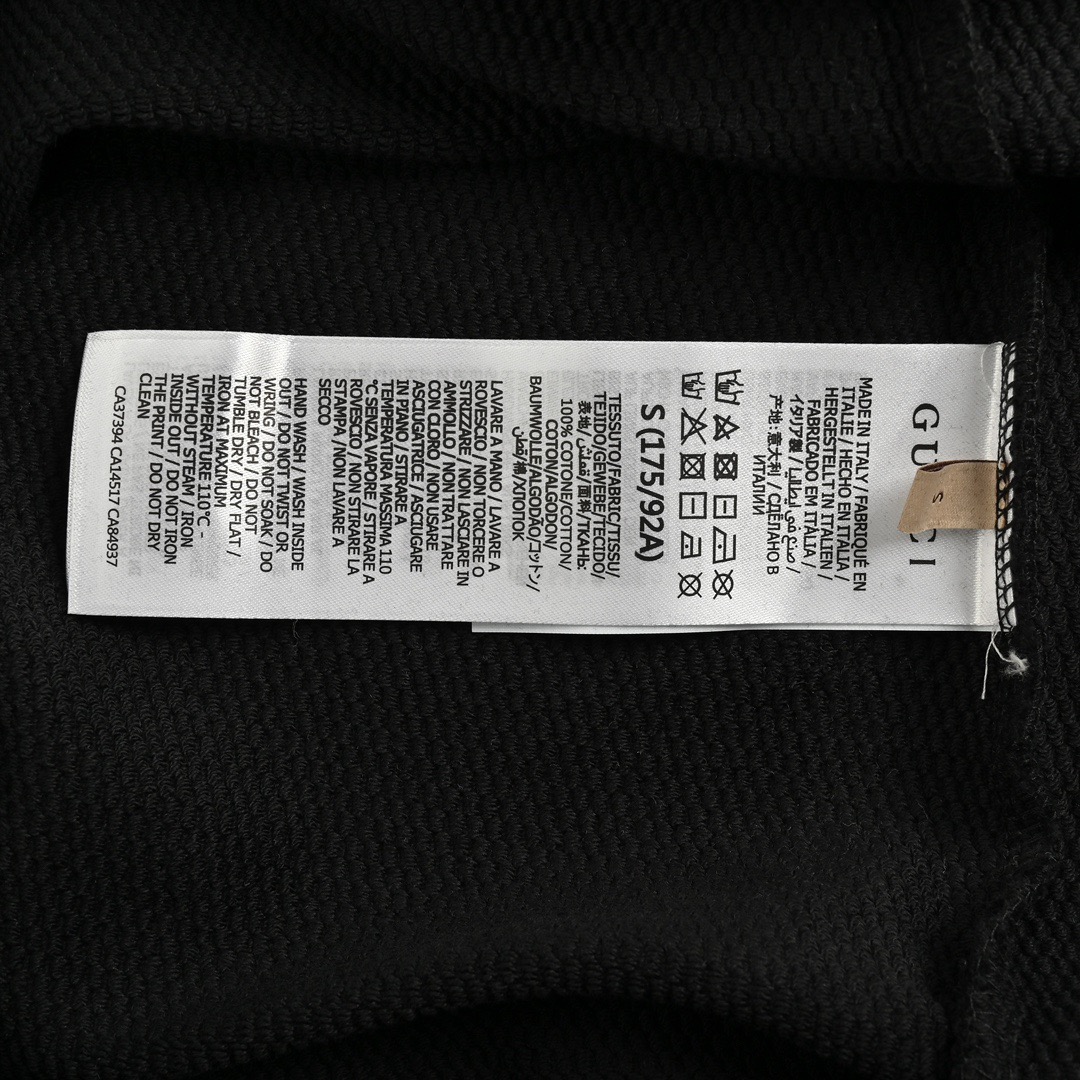 GUCCI
S
MADE IN ITALY / FABRIQUÉ EN
ITALIE / HECHO EN ITALIA /
HERGESTELLT IN ITALIEN /
FABRICADO EM ITÁLIA /
イタリア製 / صنع في إيطاليا /
产地: 意大利 / СДЕЛАНО В
ИТАЛИИ
S (175/92A)
TESSUTO/FABRIC/TISSU/
TEJIDO/GEWEBE/TECIDO/
表地/قماش/面料/ТКАНЬ:
100% COTONE/COTTON/
COTON/ALGODÓN/
BAUMWOLLE/ALGODÃO/コットン/
قطن/棉/ХЛОПОК
LAVARE A MANO / LAVARE A
ROVESCIO / NON TORCERE O
STRIZZARE / NON LASCIARE IN
AMMOLLO / NON TRATTARE
CON CLORO / NON USARE
ASCIUGATRICE / ASCIUGARE
IN PIANO / STIRARE A
TEMPERATURA MASSIMA 110
°C SENZA VAPORE / STIRARE A
ROVESCIO / NON STIRARE LA
STAMPA / NON LAVARE A
SECCO
HAND WASH / WASH INSIDE
OUT / DO NOT TWIST OR
WRING / DO NOT SOAK / DO
NOT BLEACH / DO NOT
TUMBLE DRY / DRY FLAT /
IRON AT MAXIMUM
TEMPERATURE 110°C -
WITHOUT STEAM / IRON
INSIDE OUT / DO NOT IRON
THE PRINT / DO NOT DRY
CLEAN
CA37394 CA14517 CA84937